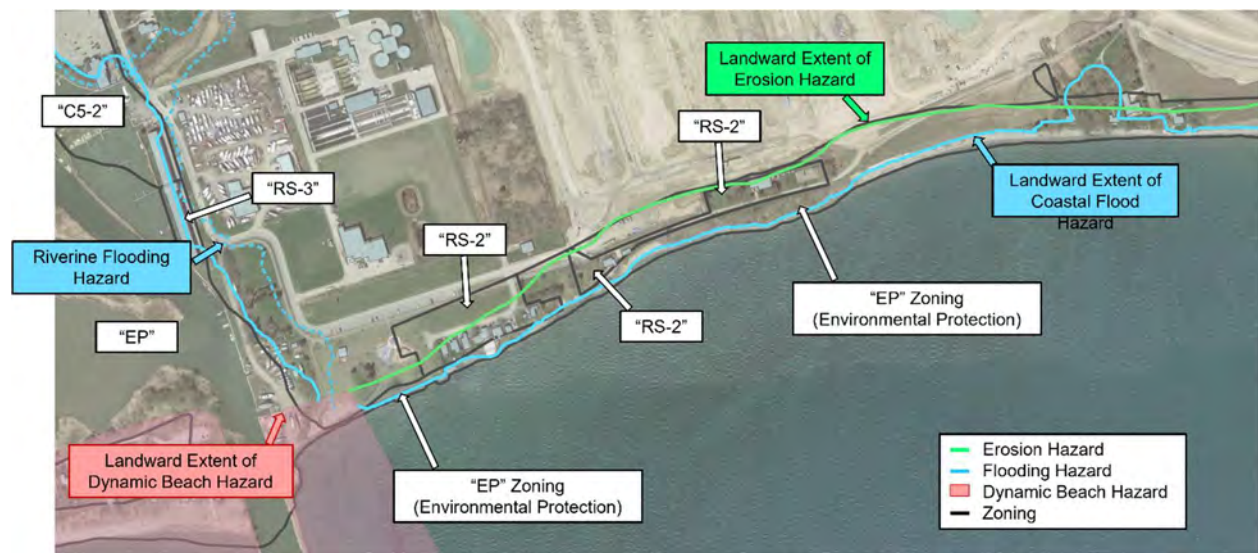 Landward Extent of
Erosion Hazard
"C5-2"
"RS-2"
"RS-3"
Landward Extent of
Coastal Flood
Hazard
"RS-2"
Riverine Flooding
Hazard
"EP" Zoning
(Environmental Protection)
"RS-2"
"EP"
Landward Extent of
Dynamic Beach Hazard
"EP" Zoning
(Environmental Protection)
Erosion Hazard
Flooding Hazard
Dynamic Beach Hazard
Zoning